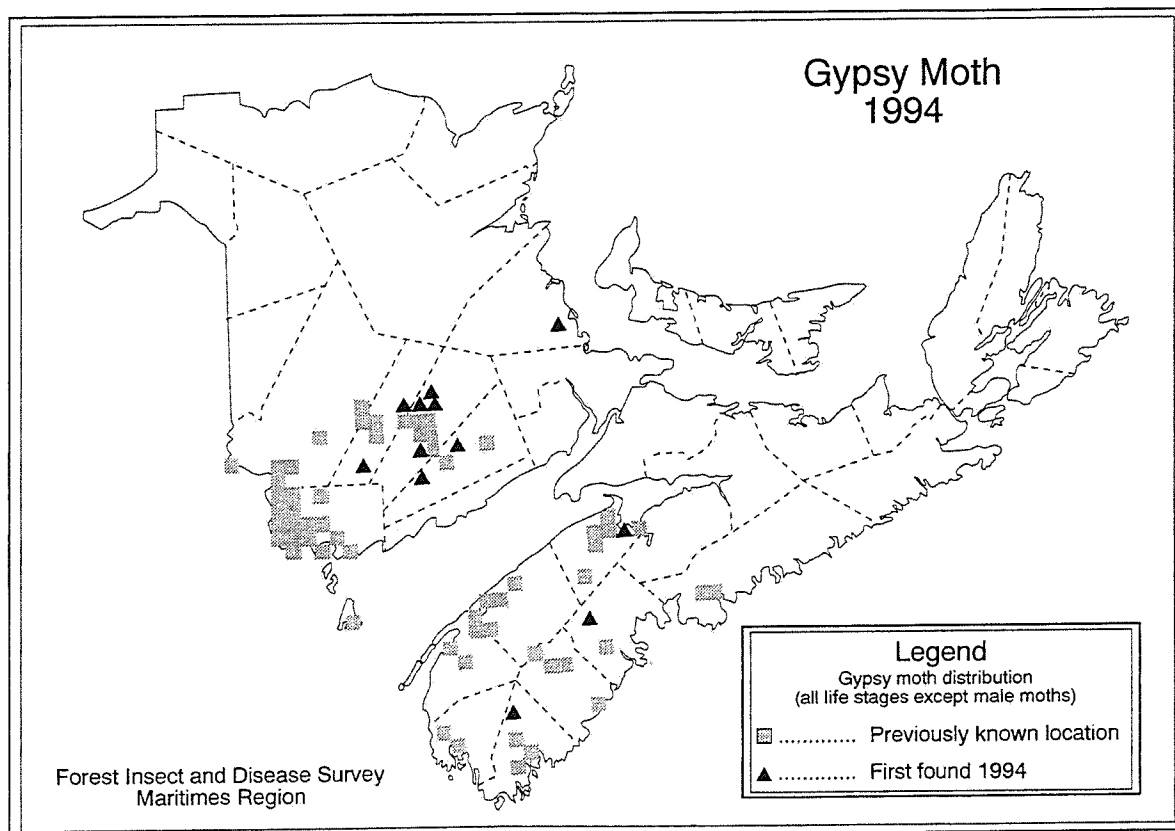 Gypsy Moth
1994
Legend
Gypsy moth distribution
(all life stages except male moths)
............. Previously known location
............. First found 1994
Forest Insect and Disease Survey
Maritimes Region